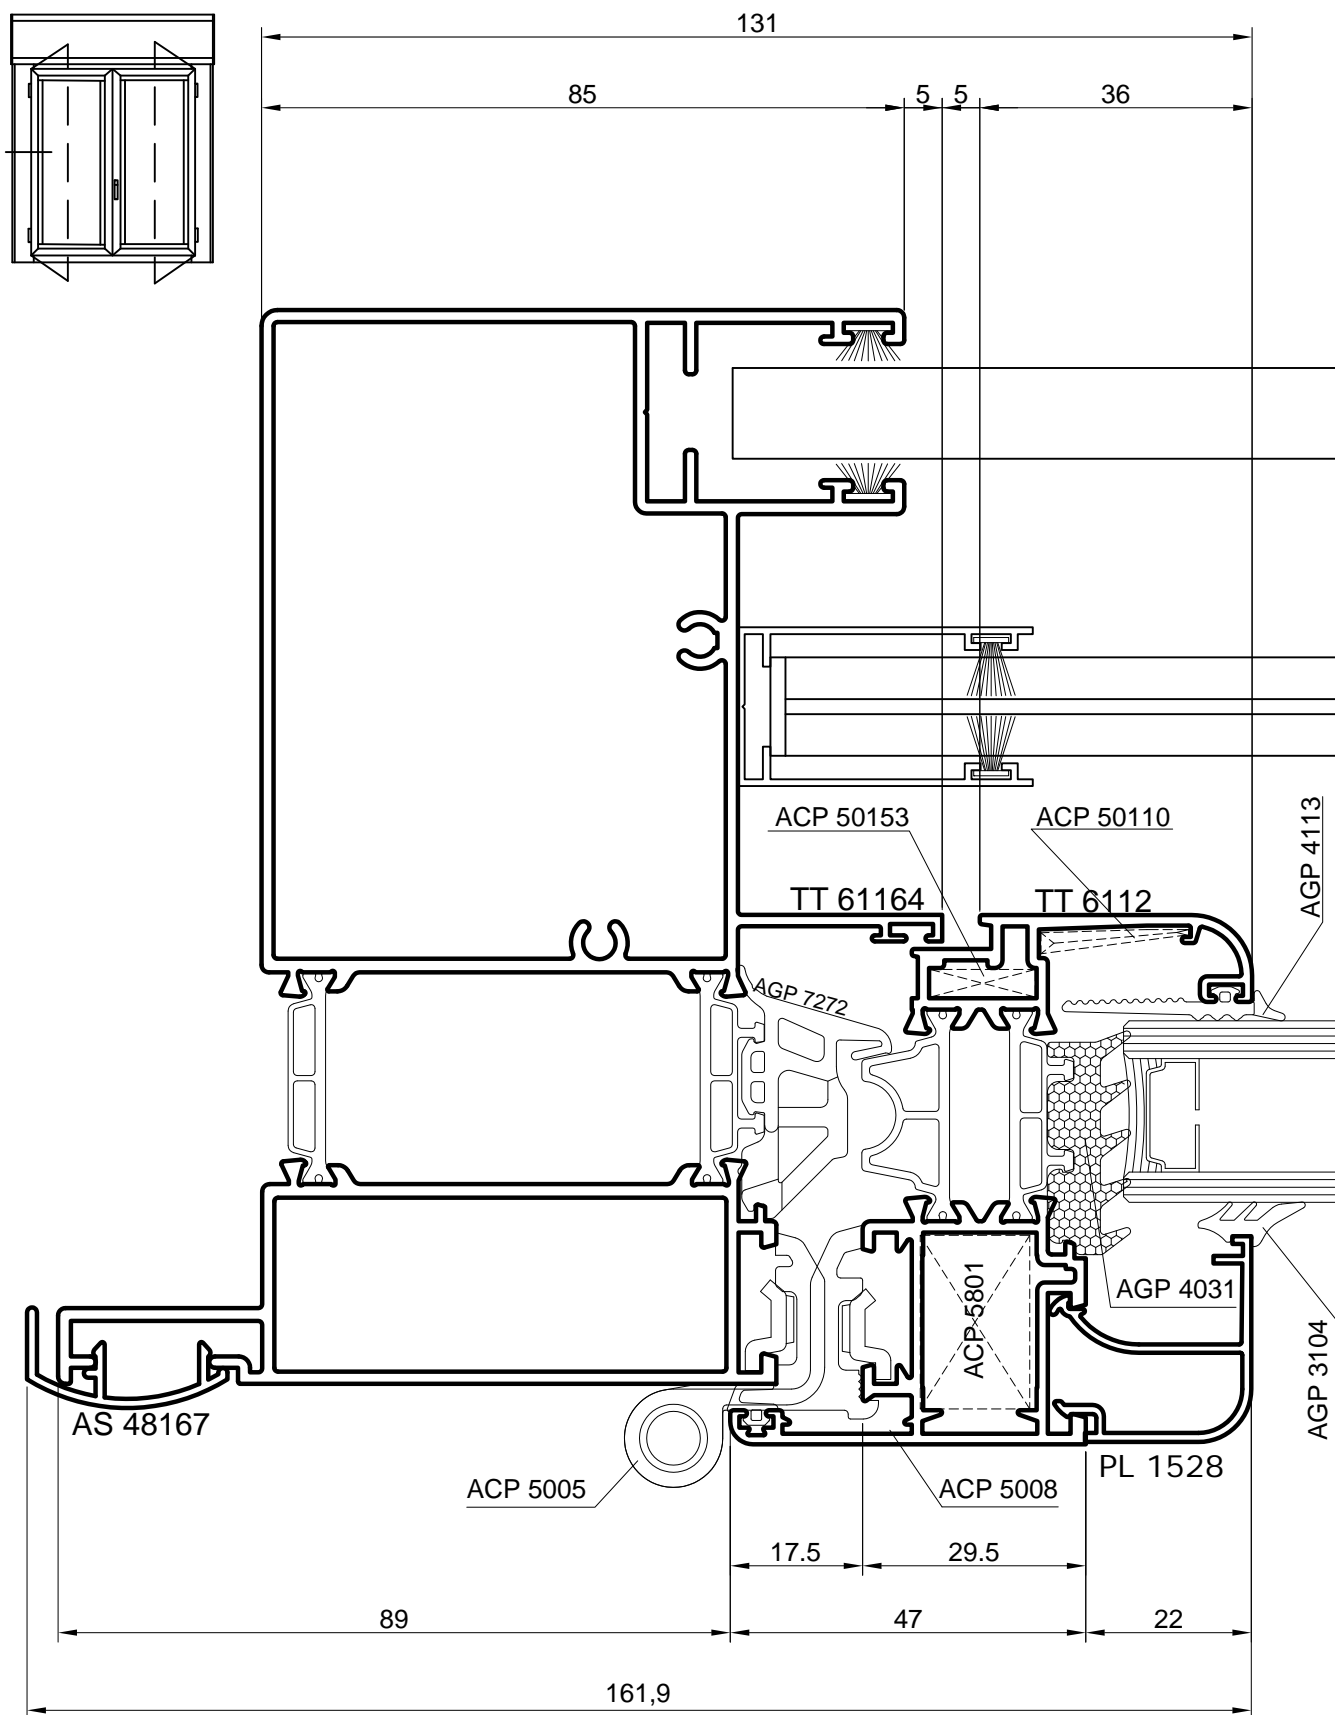 131
85
5
5
36
ACP 50153
ACP 50110
AGP 4113
TT 61164
TT 6112
AGP 7272
ACP 5801
AGP 4031
AGP 3104
AS 48167
PL 1528
ACP 5005
ACP 5008
17.5
29.5
89
47
22
161,9